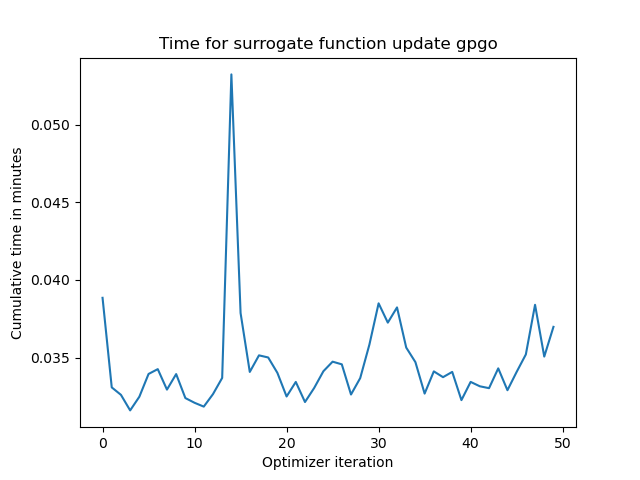 Time for surrogate function update gpgo
Cumulative time in minutes
0.050
0.045
0.040
0.035
0 10 20 30 40 50
Optimizer iteration